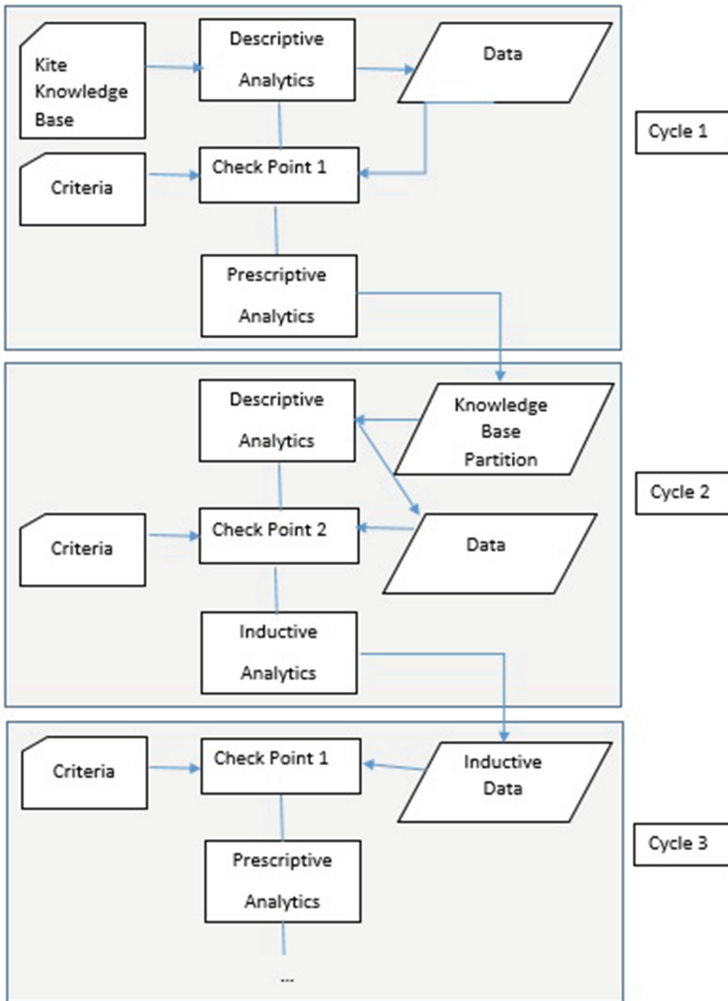 Kite
Knowledge
Base
Descriptive
Analytics
Data
Criteria
Check Point 1
Prescriptive
Analytics
Cycle 1
Descriptive
Analytics
Knowledge
Base
Partition
Criteria
Check Point 2
Data
Inductive
Analytics
Cycle 2
Criteria
Check Point 1
Inductive
Data
Prescriptive
Analytics
...
Cycle 3